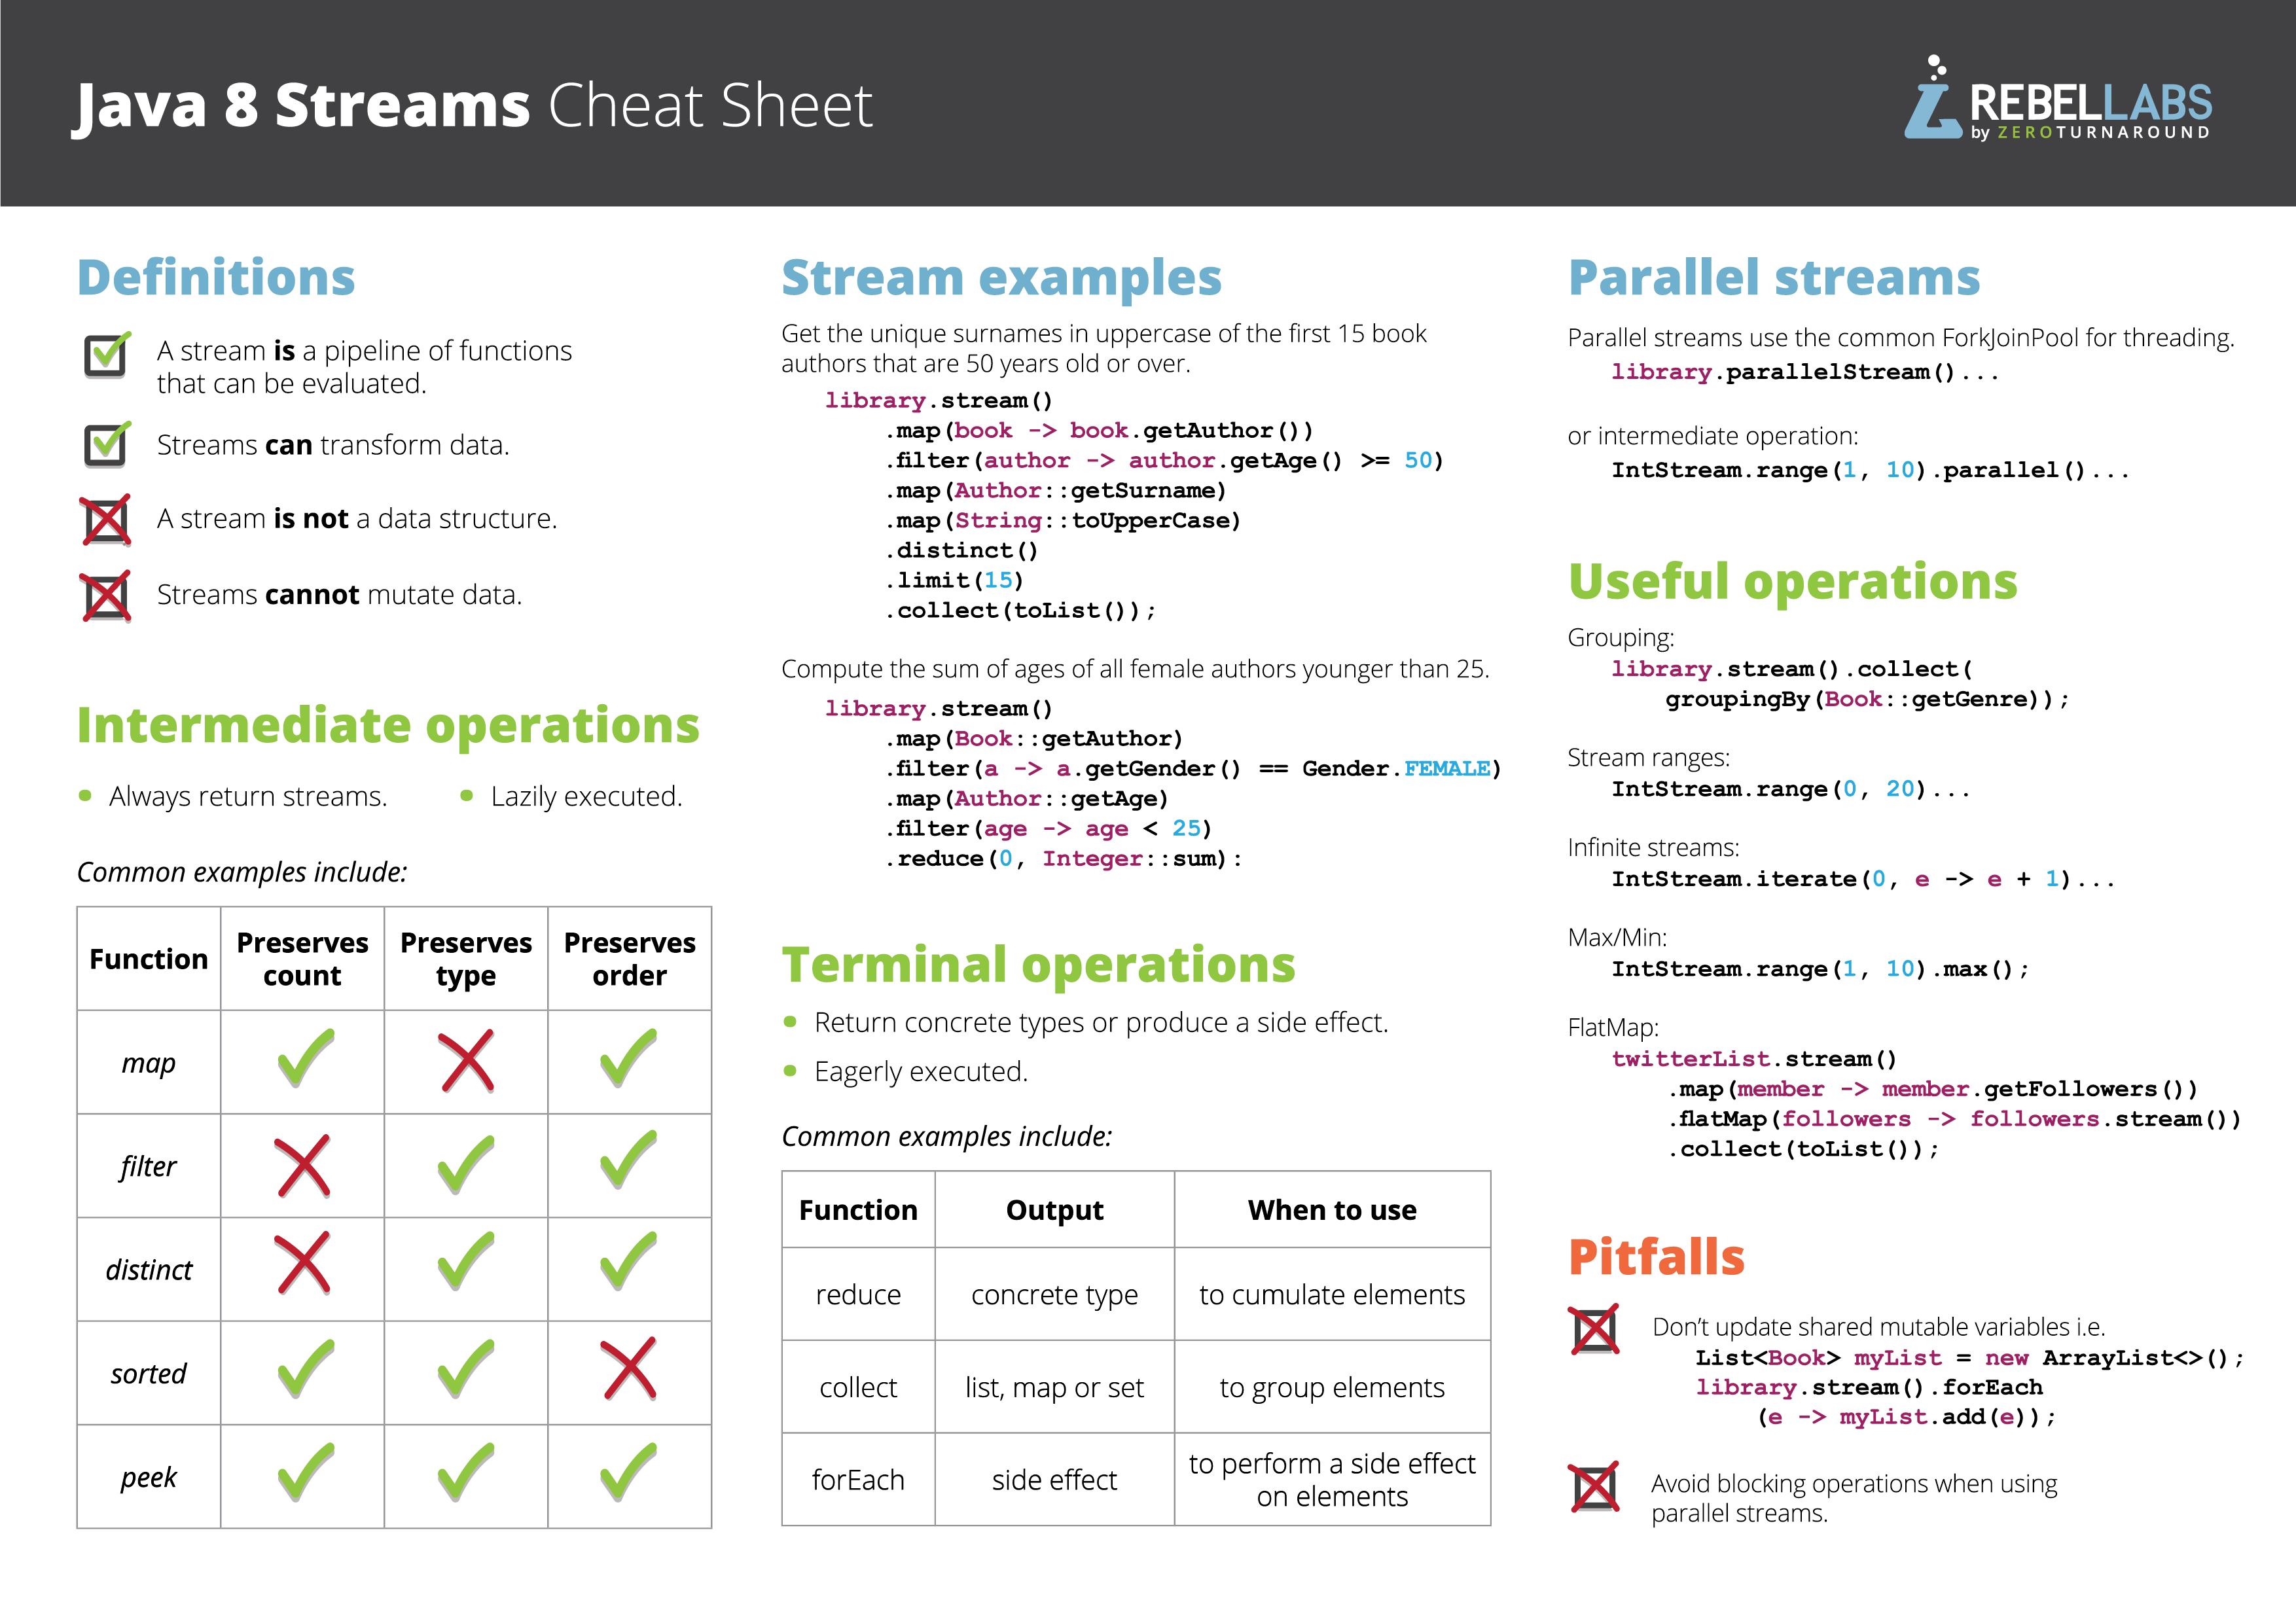 Java 8 Streams Cheat Sheet
REBELLABS
by ZEROTURNAROUND
Definitions
A stream is a pipeline of functions
that can be evaluated.
Streams can transform data.
A stream is not a data structure.
Streams cannot mutate data.
Intermediate operations
• Always return streams.
• Lazily executed.
Common examples include:
Function Preserves count Preserves type Preserves order
map
filter
distinct
sorted
peek
Stream examples
Get the unique surnames in uppercase of the first 15 book
authors that are 50 years old or over.
library.stream()
.map(book -> book.getAuthor())
.filter(author -> author.getAge() >= 50)
.map(Author::getSurname)
.map(String::toUpperCase)
.distinct()
.limit(15)
.collect(toList());
Compute the sum of ages of all female authors younger than 25.
library.stream()
.map(Book::getAuthor)
.filter(a -> a.getGender() == Gender.FEMALE)
.map(Author::getAge)
.filter(age -> age < 25)
.reduce(0, Integer::sum):
Terminal operations
• Return concrete types or produce a side effect.
• Eagerly executed.
Common examples include:
Function Output When to use
reduce concrete type to cumulate elements
collect list, map or set to group elements
forEach side effect to perform a side effect
on elements
Parallel streams
Parallel streams use the common ForkJoinPool for threading.
library.parallelStream()...
or intermediate operation:
IntStream.range(1, 10).parallel()...
Useful operations
Grouping:
library.stream().collect(
groupingBy(Book::getGenre));
Stream ranges:
IntStream.range(0, 20)...
Infinite streams:
IntStream.iterate(0, e -> e + 1)...
Max/Min:
IntStream.range(1, 10).max();
FlatMap:
twitterList.stream()
.map(member -> member.getFollowers())
.flatMap(followers -> followers.stream())
.collect(toList());
Pitfalls
Don’t update shared mutable variables i.e.
List<Book> myList = new ArrayList<>();
library.stream().forEach
(e -> myList.add(e));
Avoid blocking operations when using
parallel streams.